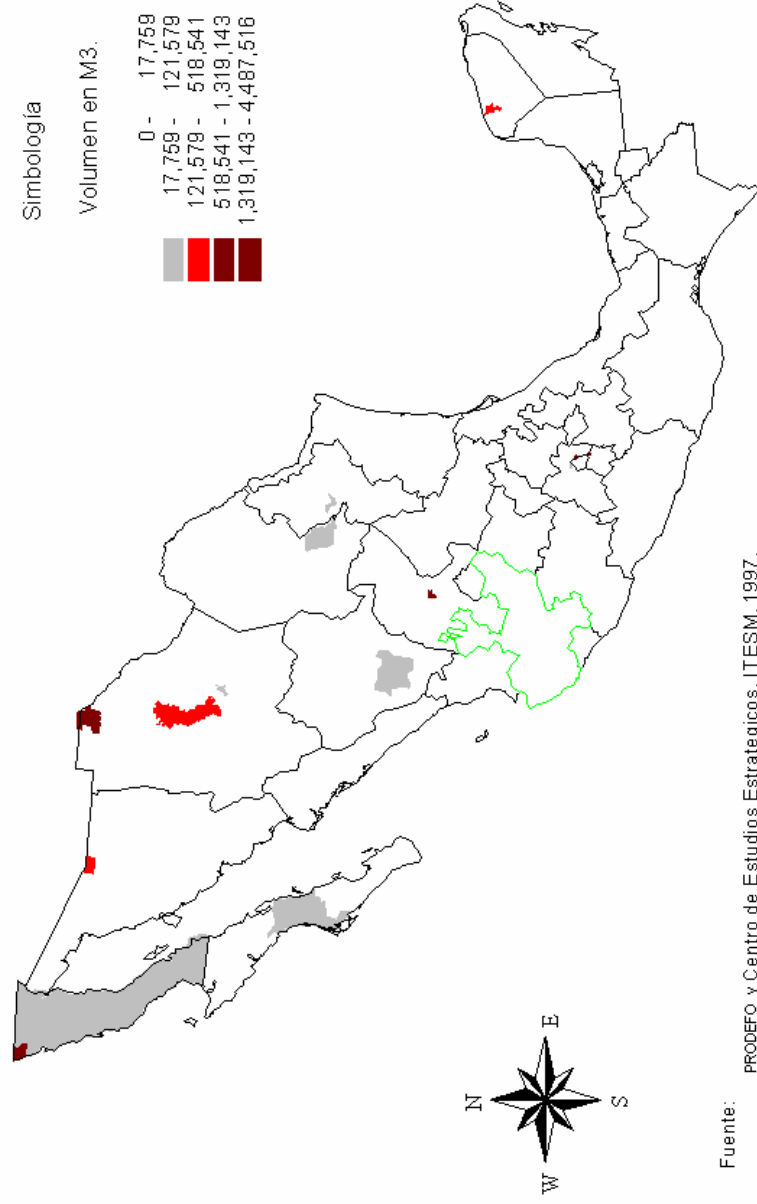 Simbología
Volumen en M3.
0 - 17,759
17,759 - 121,579
121,579 - 518,541
518,541 - 1,319,143
1,319,143 - 4,487,516
N
W E
S
Fuente:
PRODEFO y Centro de Estudios Estrategicos, ITESM, 1997.